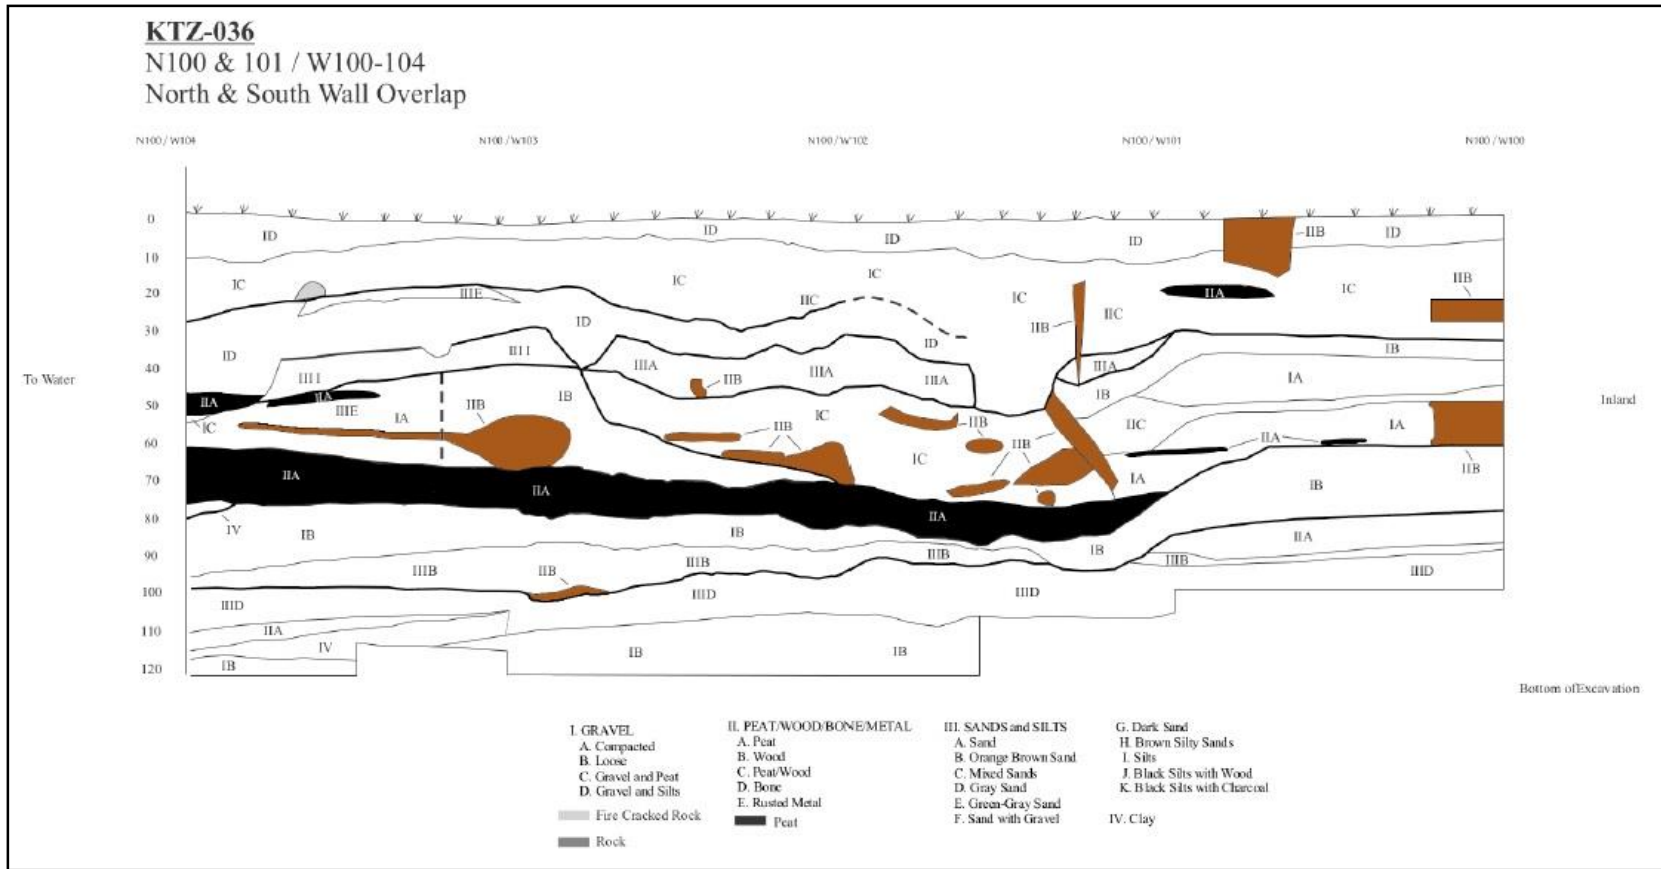 KTZ-036
N100 & 101 / W100-104
North & South Wall Overlap
N100 / W104 N100 / W103 N100 / W102 N100 / W101 N100 / W100
0
ID ID ID ID IIB ID
10
IC IC IC IIA IC IIB
20
IIIE IIC IC IIC
IIB
30
ID ID ID IB
III I
40
To Water
III I IIIA IIIA IIIA IIIA IA
IIB IB IB
IIA IIA
50
Inland
IIIE IA IIB IC IIB IIC IA
IC IIB IIB IIA
60
IC IIB
70
IIA IIA IA IB
IIA
80
IV IB IB IIA
IB
90
IIIB IIB IIIB IIIB IIIB IIID
100
IIID IIID IIID
110
IIA
IV IB IB
120
IB
Bottom ofExcavation
I. GRAVEL
A. Compacted
B. Loose
C. Gravel and Peat
D. Gravel and Silts
Fire Cracked Rock
Rock
II. PEAT/WOOD/BONE/METAL
A. Peat
B. Wood
C. Peat/Wood
D. Bone
E. Rusted Metal
Peat
III. SANDS and SILTS
A. Sand
B. Orange Brown Sand
C. Mixed Sands
D. Gray Sand
E. Green-Gray Sand
F. Sand with Gravel
G. Dark Sand
H. Brown Silty Sands
I. Silts
J. Black Silts with Wood
K. Black Silts with Charcoal
IV. Clay